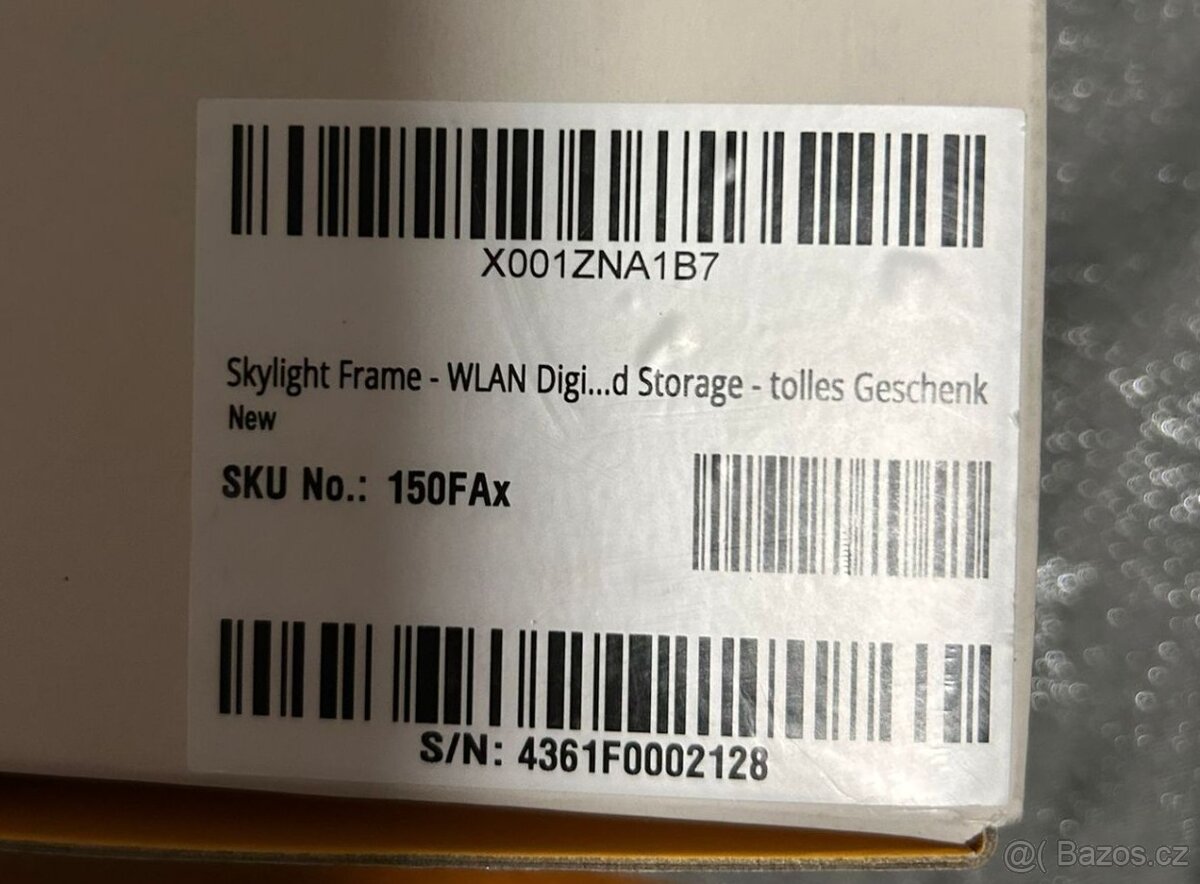 X001ZNA1B7
Skylight Frame - WLAN Digi...d Storage - tolles Geschenk
New
SKU No.: 150FAx
S/N: 4361F0002128
@( Bazos.cz